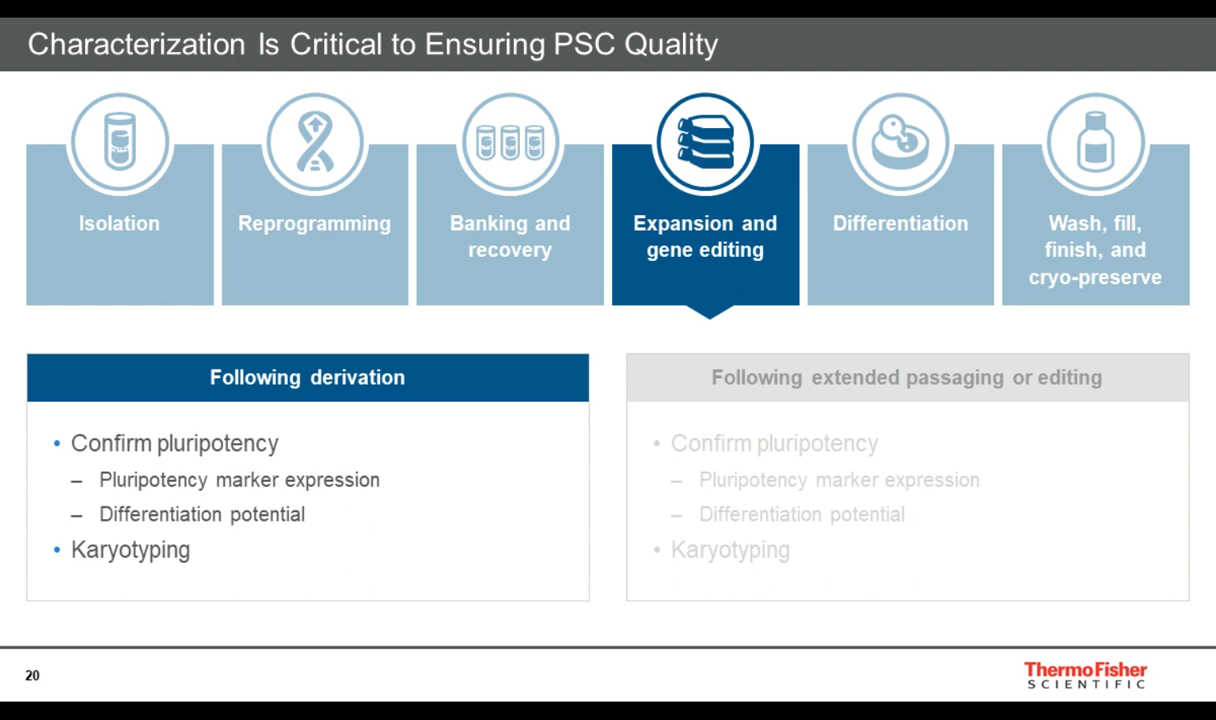 Characterization Is Critical to Ensuring PSC Quality
Isolation
Reprogramming
Banking and
recovery
Expansion and
gene editing
Differentiation
Wash, fill,
finish, and
cryo-preserve
Following derivation
• Confirm pluripotency
– Pluripotency marker expression
– Differentiation potential
• Karyotyping
Following extended passaging or editing
• Confirm pluripotency
– Pluripotency marker expression
– Differentiation potential
• Karyotyping
20
ThermoFisher
SCIENTIFIC